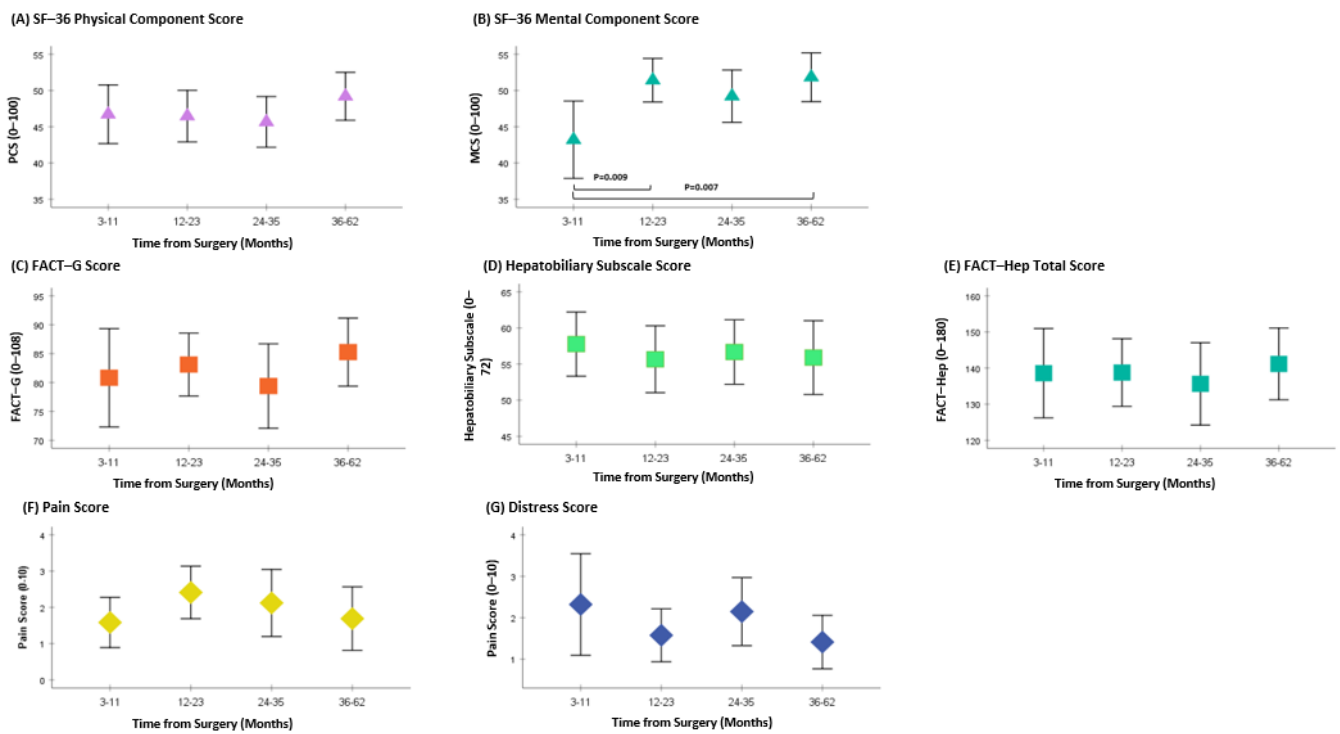 (A) SF–36 Physical Component Score
PCS (0–100)
55
50
45
40
35
3-11
12-23
24-35
36-62
Time from Surgery (Months)
(B) SF–36 Mental Component Score
MCS (0–100)
55
50
45
40
35
P=0.009
P=0.007
3-11
12-23
24-35
36-62
Time from Surgery (Months)
(C) FACT–G Score
FACT–G (0–108)
95
90
85
80
75
70
3-11
12-23
24-35
36-62
Time from Surgery (Months)
(D) Hepatobiliary Subscale Score
Hepatobiliary Subscale (0–
72)
65
60
55
50
45
3-11
12-23
24-35
36-62
Time from Surgery (Months)
(E) FACT–Hep Total Score
FACT–Hep (0–180)
160
150
140
130
120
3-11
12-23
24-35
36-62
Time from Surgery (Months)
(F) Pain Score
Pain Score (0-10)
4
3
2
1
0
3-11
12-23
24-35
36-62
Time from Surgery (Months)
(G) Distress Score
Pain Score (0–10)
4
3
2
1
3-11
12-23
24-35
36-62
Time from Surgery (Months)